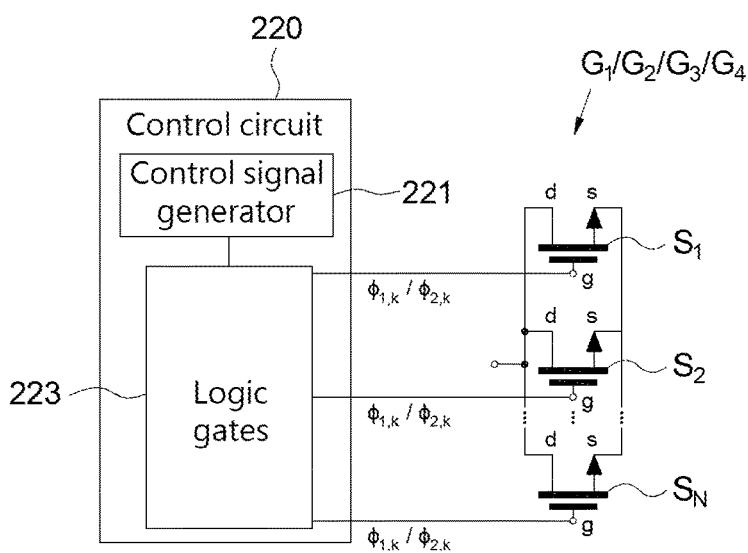 220
G₁/G₂/G₃/G₄
Control circuit
Control signal
generator
221
d s
S₁
g
ϕ₁,ₖ / ϕ₂,ₖ
d s
S₂
g
223
Logic
gates
ϕ₁,ₖ / ϕ₂,ₖ
d s
S_N
g
ϕ₁,ₖ / ϕ₂,ₖ